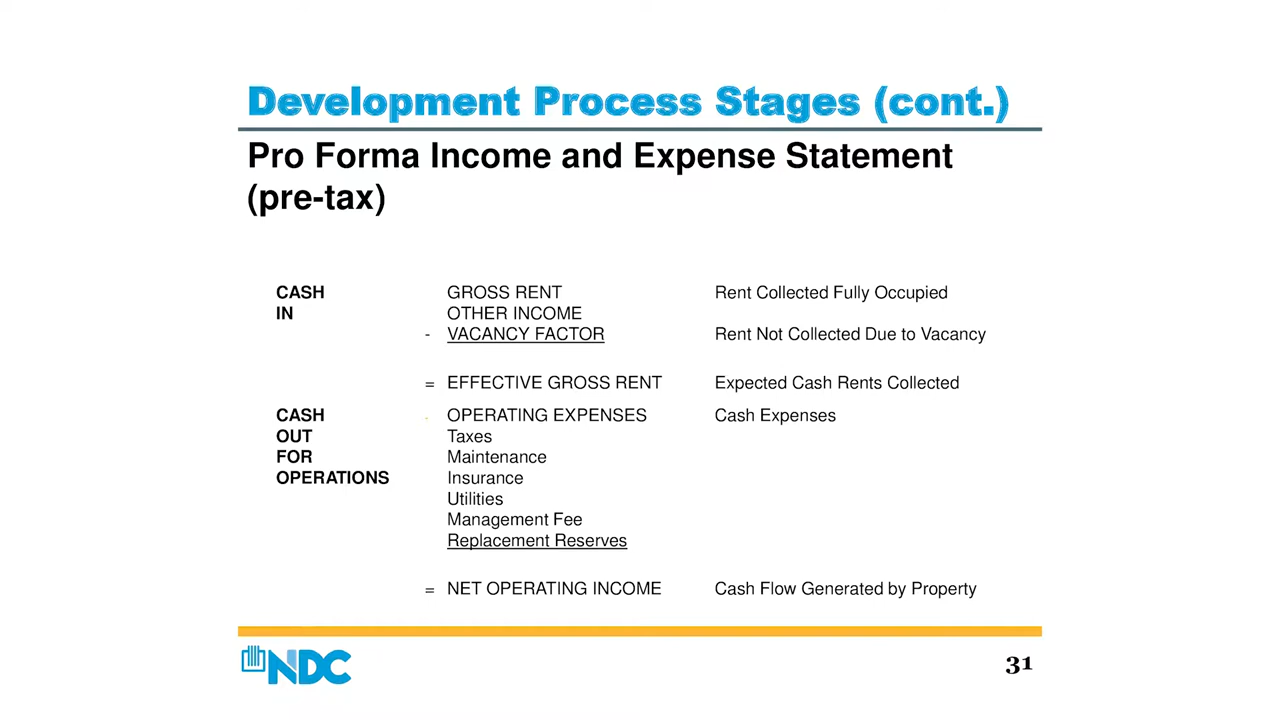 Development Process Stages (cont.)
Pro Forma Income and Expense Statement
(pre-tax)
CASH GROSS RENT Rent Collected Fully Occupied
IN OTHER INCOME
- VACANCY FACTOR Rent Not Collected Due to Vacancy
= EFFECTIVE GROSS RENT Expected Cash Rents Collected
CASH OPERATING EXPENSES Cash Expenses
OUT Taxes
FOR Maintenance
OPERATIONS Insurance
Utilities
Management Fee
Replacement Reserves
= NET OPERATING INCOME Cash Flow Generated by Property
NDC
31